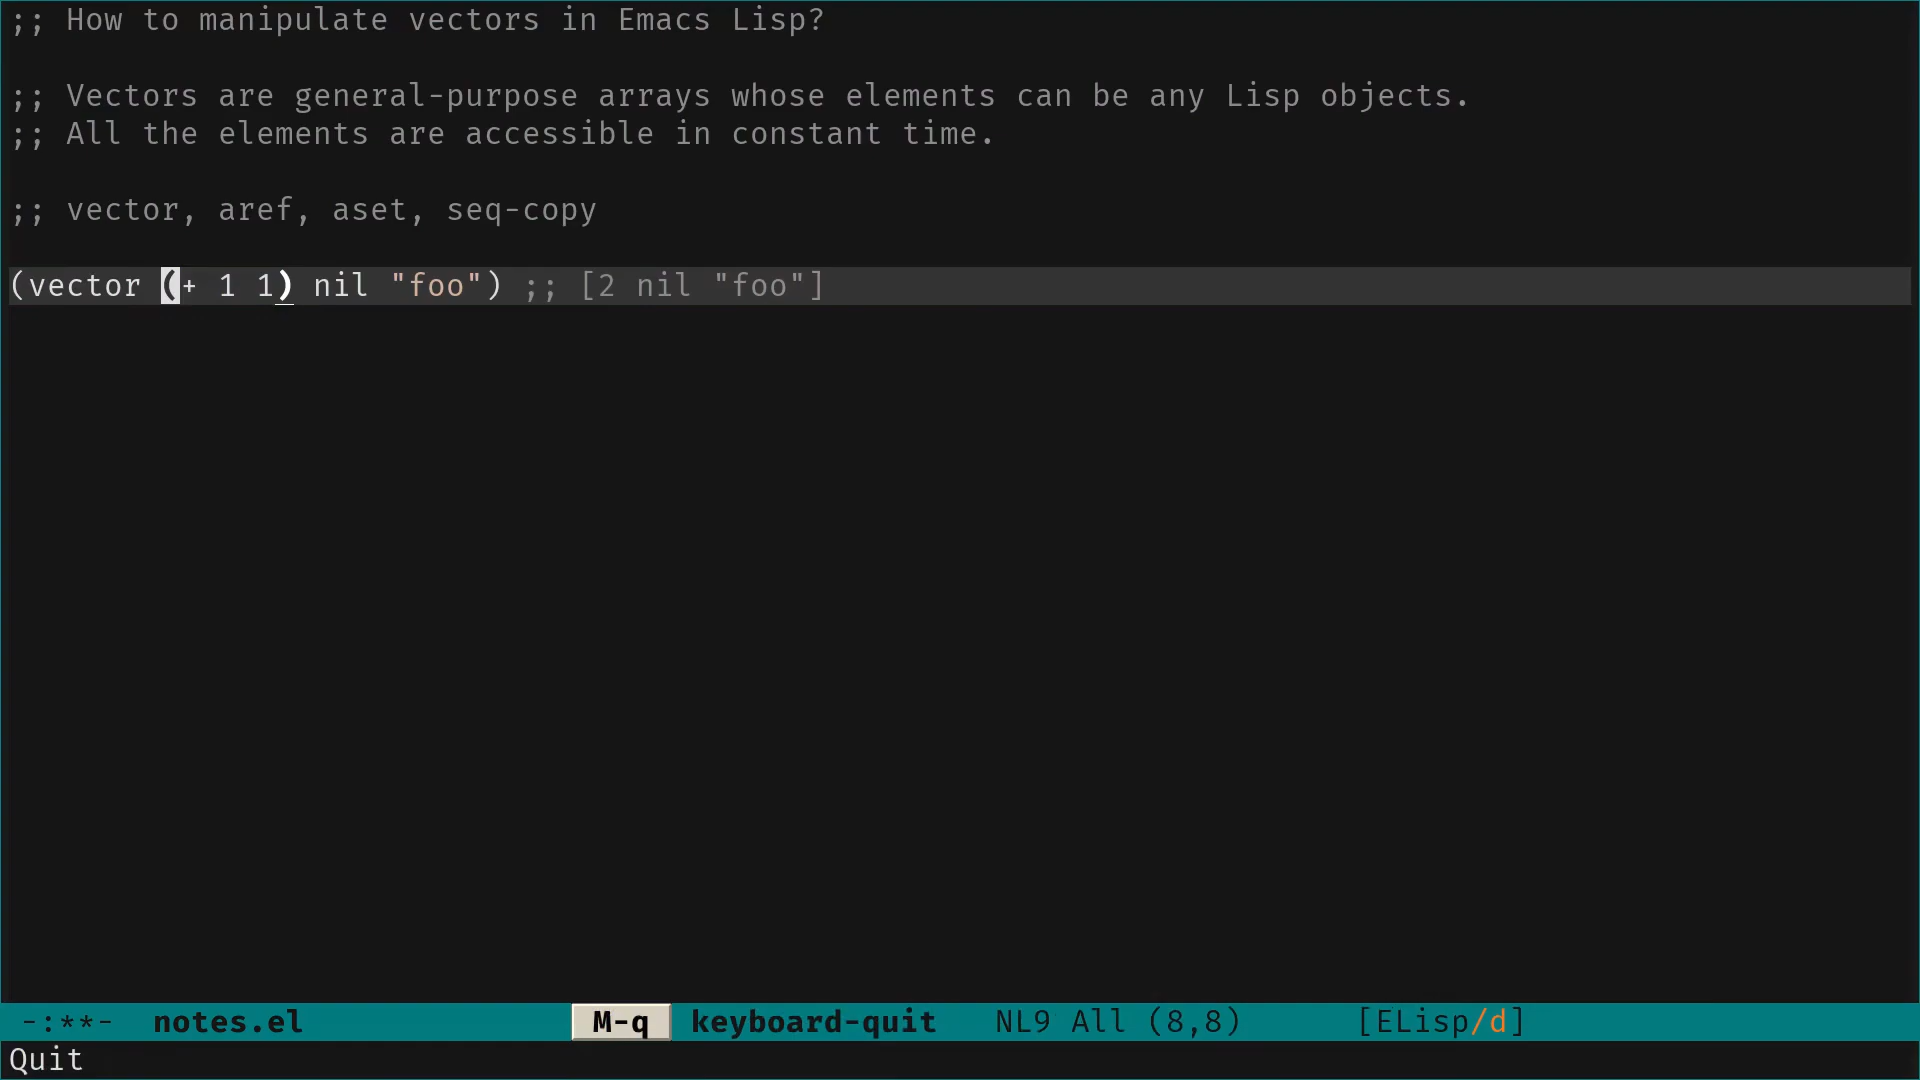 ;; How to manipulate vectors in Emacs Lisp?
;; Vectors are general-purpose arrays whose elements can be any Lisp objects.
;; All the elements are accessible in constant time.
;; vector, aref, aset, seq-copy
(vector (+ 1 1) nil "foo") ;; [2 nil "foo"]
-:**-  notes.el  M-q  keyboard-quit  NL9 All (8,8)  [ELisp/d]
Quit